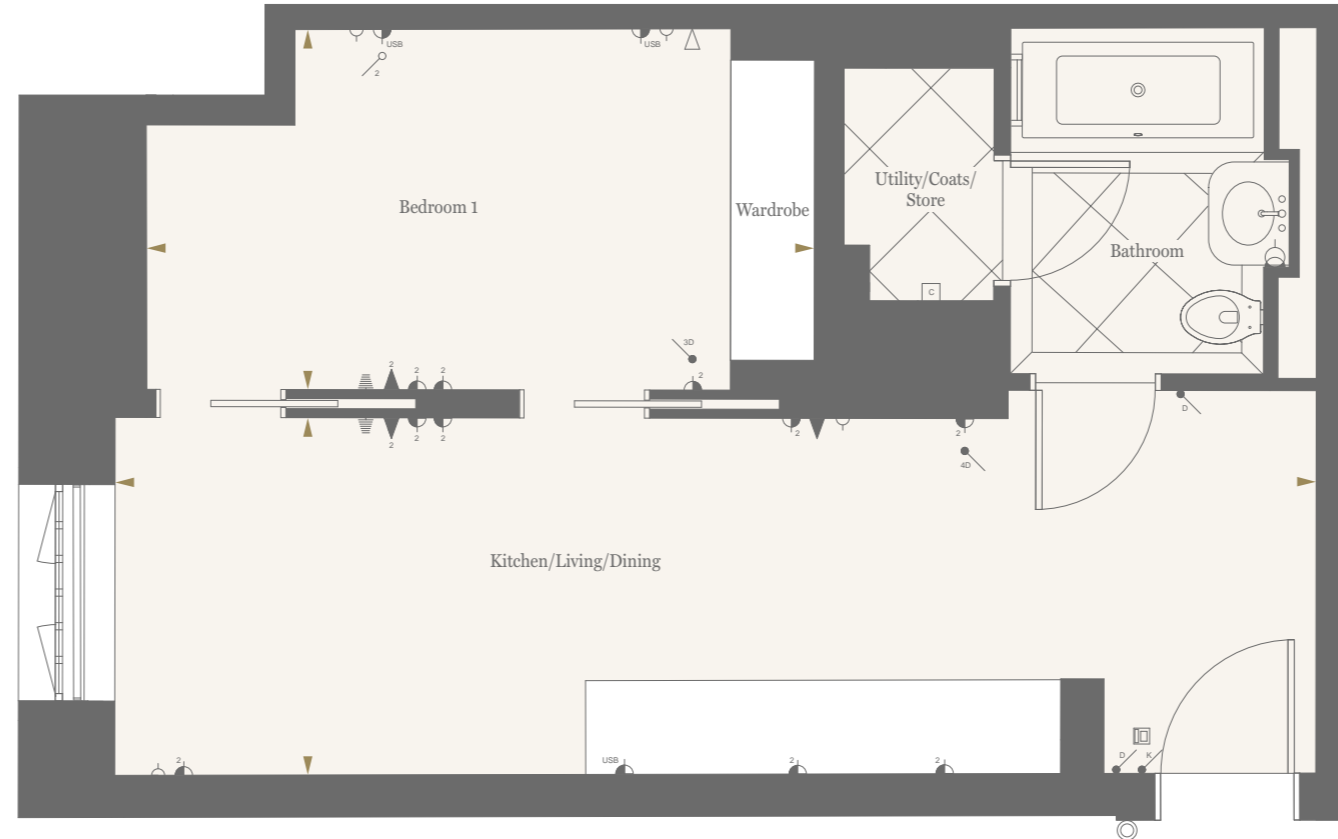 USB
USB
2
Bedroom 1
Wardrobe
Utility/Coats/
Store
Bathroom
C
3D
2
2
2
2
2
2
2
2
2
4D
D
Kitchen/Living/Dining
2
USB
2
2
D
K